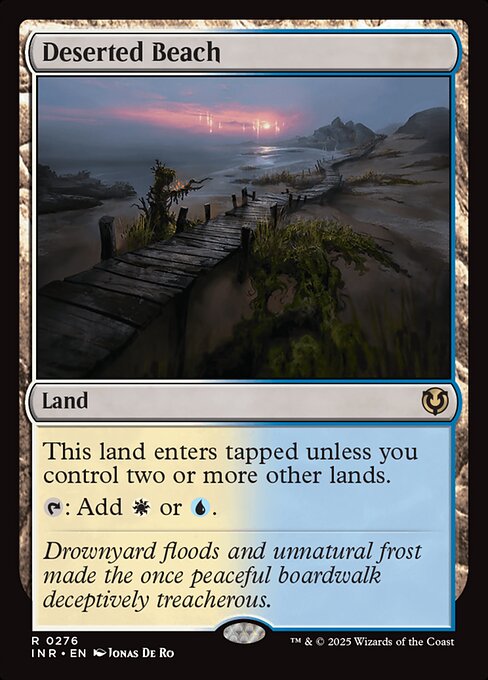 Deserted Beach
Land
This land enters tapped unless you
control two or more other lands.
: Add or .
Drownyard floods and unnatural frost
made the once peaceful boardwalk
deceptively treacherous.
R 0276
INR • EN Jonas De Ro
™ & © 2025 Wizards of the Coast